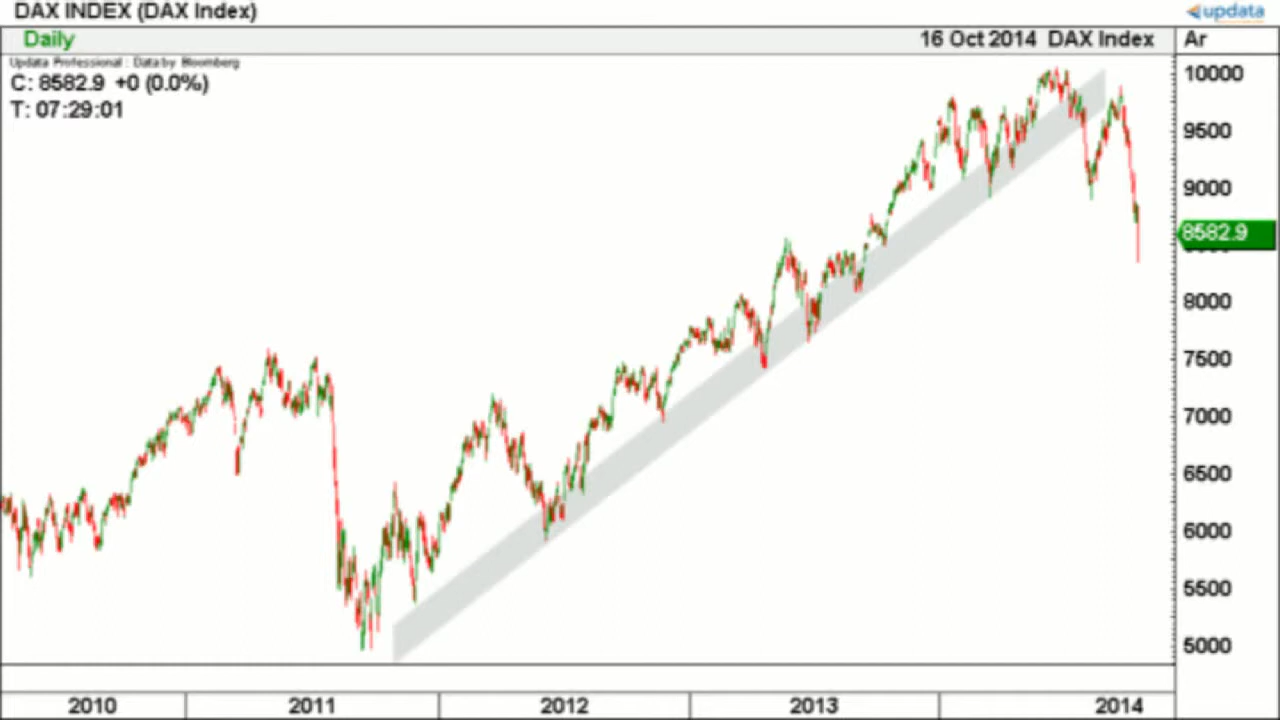 DAX INDEX (DAX Index)
updata
Daily
16 Oct 2014 DAX Index
Ar
Updata Professional : Data by Bloomberg
C: 8582.9 +0 (0.0%)
T: 07:29:01
10000
9500
9000
8582.9
8000
7500
7000
6500
6000
5500
5000
2010
2011
2012
2013
2014